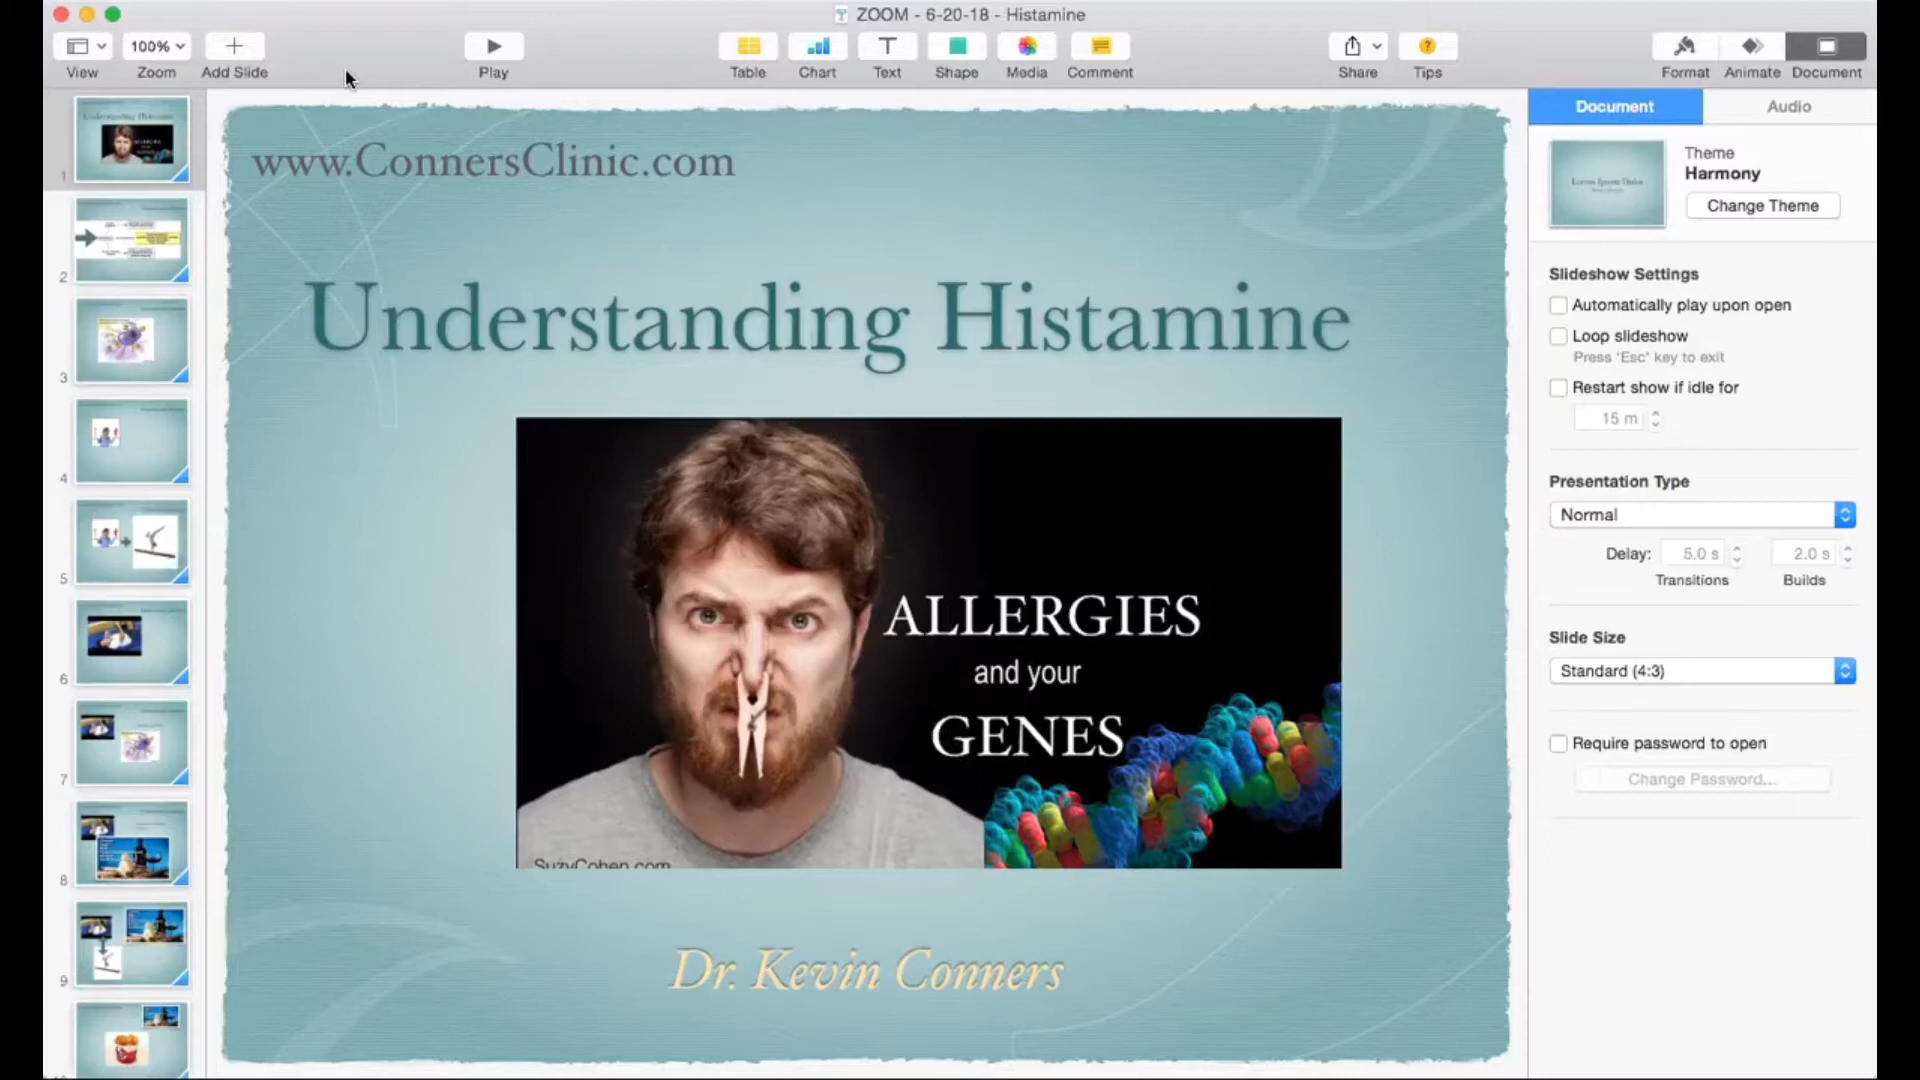 ZOOM - 6-20-18 - Histamine
100%
View
Zoom
Add Slide
Play
Table
Chart
Text
Shape
Media
Comment
Share
Tips
Format
Animate
Document
1
2
3
4
5
6
7
8
9
www.ConnersClinic.com
Understanding Histamine
ALLERGIES
and your
GENES
SuzyCohen.com
Dr. Kevin Conners
Document
Audio
Theme
Harmony
Change Theme
Slideshow Settings
Automatically play upon open
Loop slideshow
Press 'Esc' key to exit
Restart show if idle for
15 m
Presentation Type
Normal
Delay: 5.0 s 2.0 s
Transitions Builds
Slide Size
Standard (4:3)
Require password to open
Change Password...